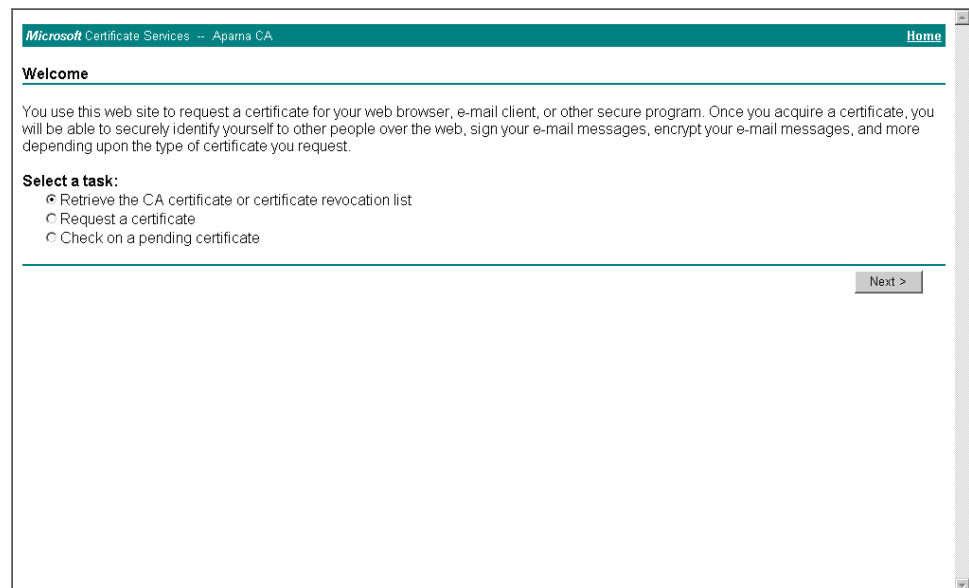 Microsoft Certificate Services -- Aparna CA Home
Welcome
You use this web site to request a certificate for your web browser, e-mail client, or other secure program. Once you acquire a certificate, you
will be able to securely identify yourself to other people over the web, sign your e-mail messages, encrypt your e-mail messages, and more
depending upon the type of certificate you request.
Select a task:
Retrieve the CA certificate or certificate revocation list
Request a certificate
Check on a pending certificate
Next >